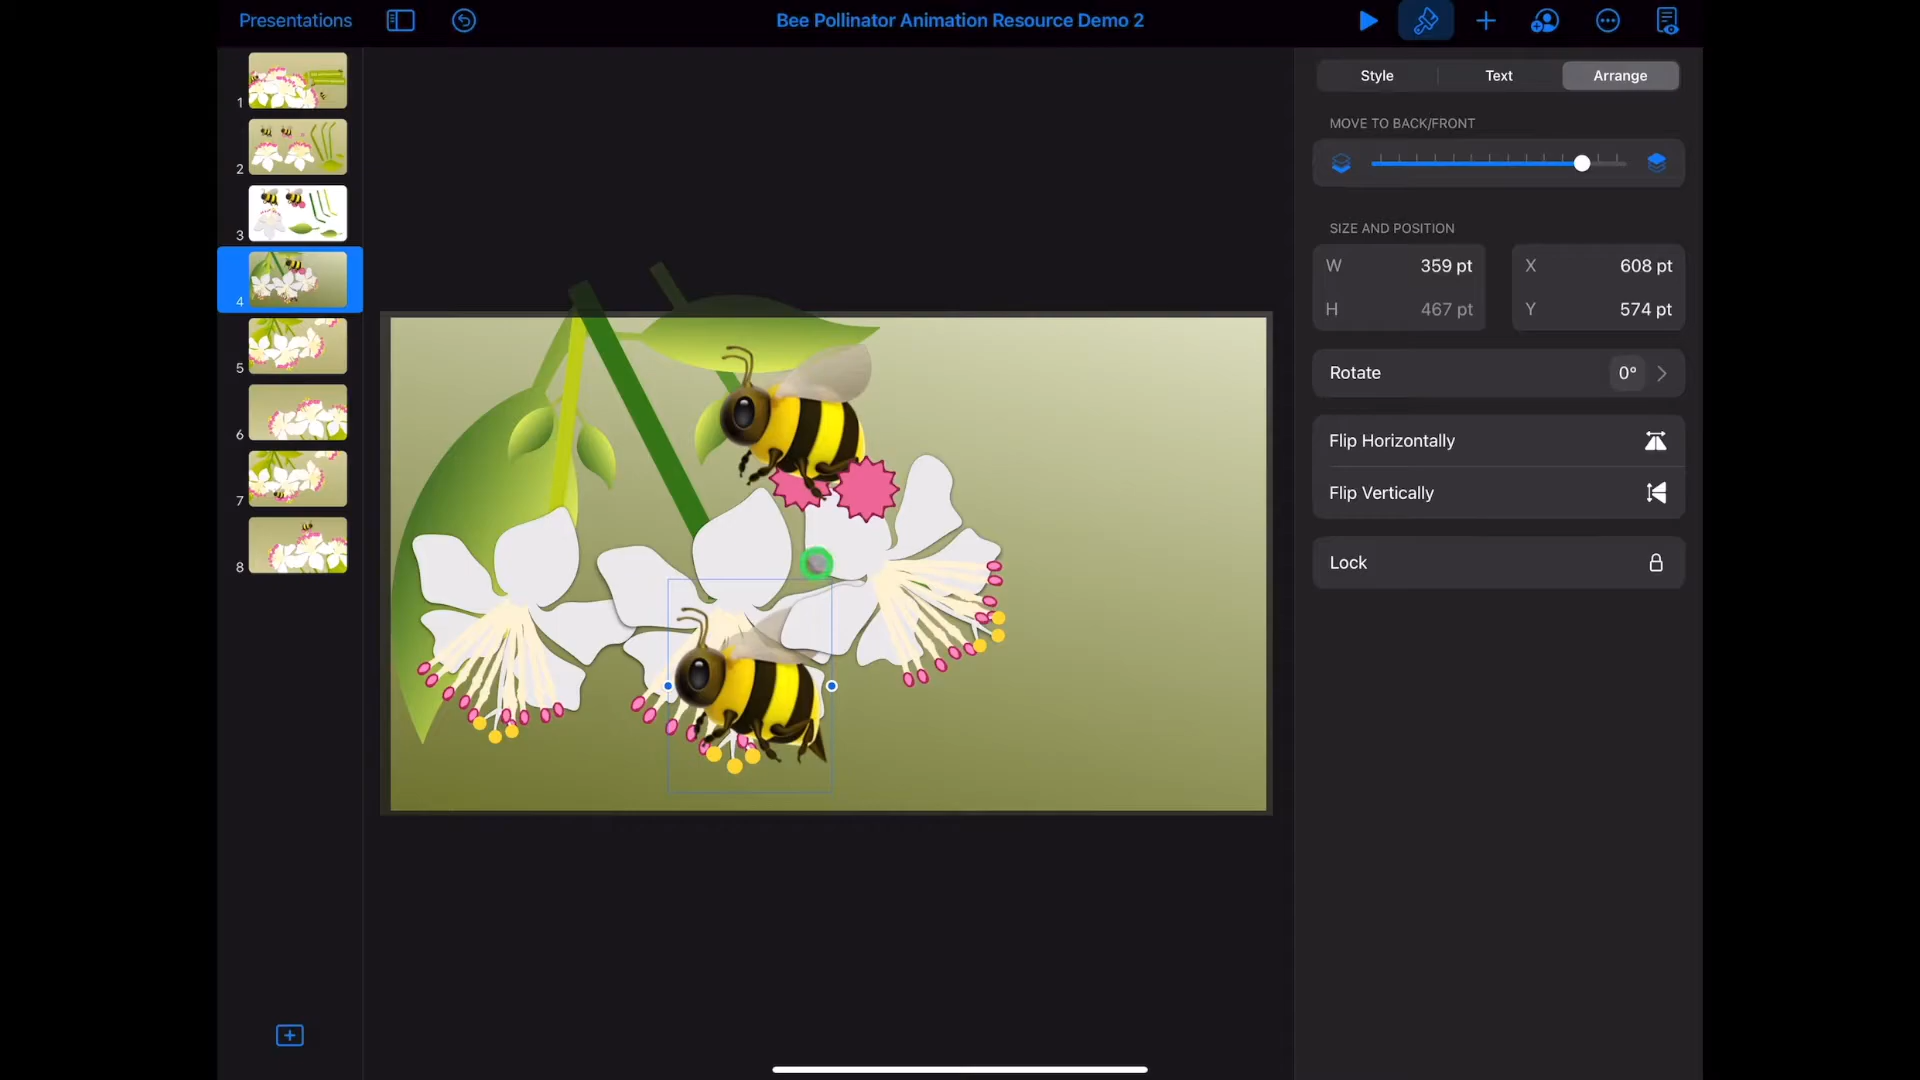 Presentations
Bee Pollinator Animation Resource Demo 2
1
2
3
4
5
6
7
8
Style
Text
Arrange
MOVE TO BACK/FRONT
SIZE AND POSITION
W 359 pt
X 608 pt
H 467 pt
Y 574 pt
Rotate 0°
Flip Horizontally
Flip Vertically
Lock